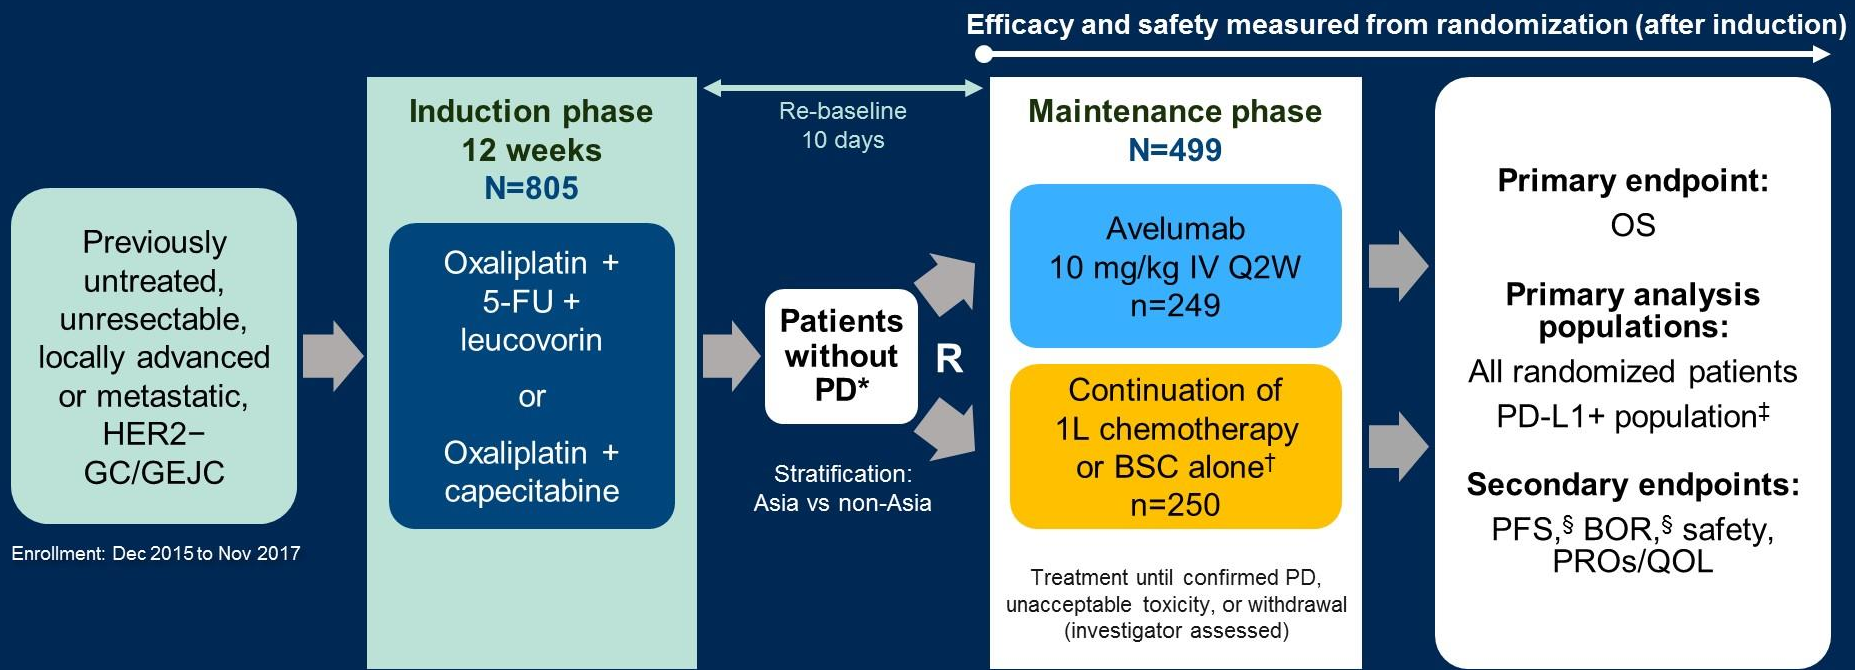 Efficacy and safety measured from randomization (after induction)
Previously
untreated,
unresectable,
locally advanced
or metastatic,
HER2−
GC/GEJC
Enrollment: Dec 2015 to Nov 2017
Induction phase
12 weeks
N=805
Oxaliplatin +
5-FU +
leucovorin
or
Oxaliplatin +
capecitabine
Re-baseline
10 days
Patients
without
PD*
R
Stratification:
Asia vs non-Asia
Maintenance phase
N=499
Avelumab
10 mg/kg IV Q2W
n=249
Continuation of
1L chemotherapy
or BSC alone†
n=250
Treatment until confirmed PD,
unacceptable toxicity, or withdrawal
(investigator assessed)
Primary endpoint:
OS
Primary analysis
populations:
All randomized patients
PD-L1+ population‡
Secondary endpoints:
PFS,§ BOR,§ safety,
PROs/QOL